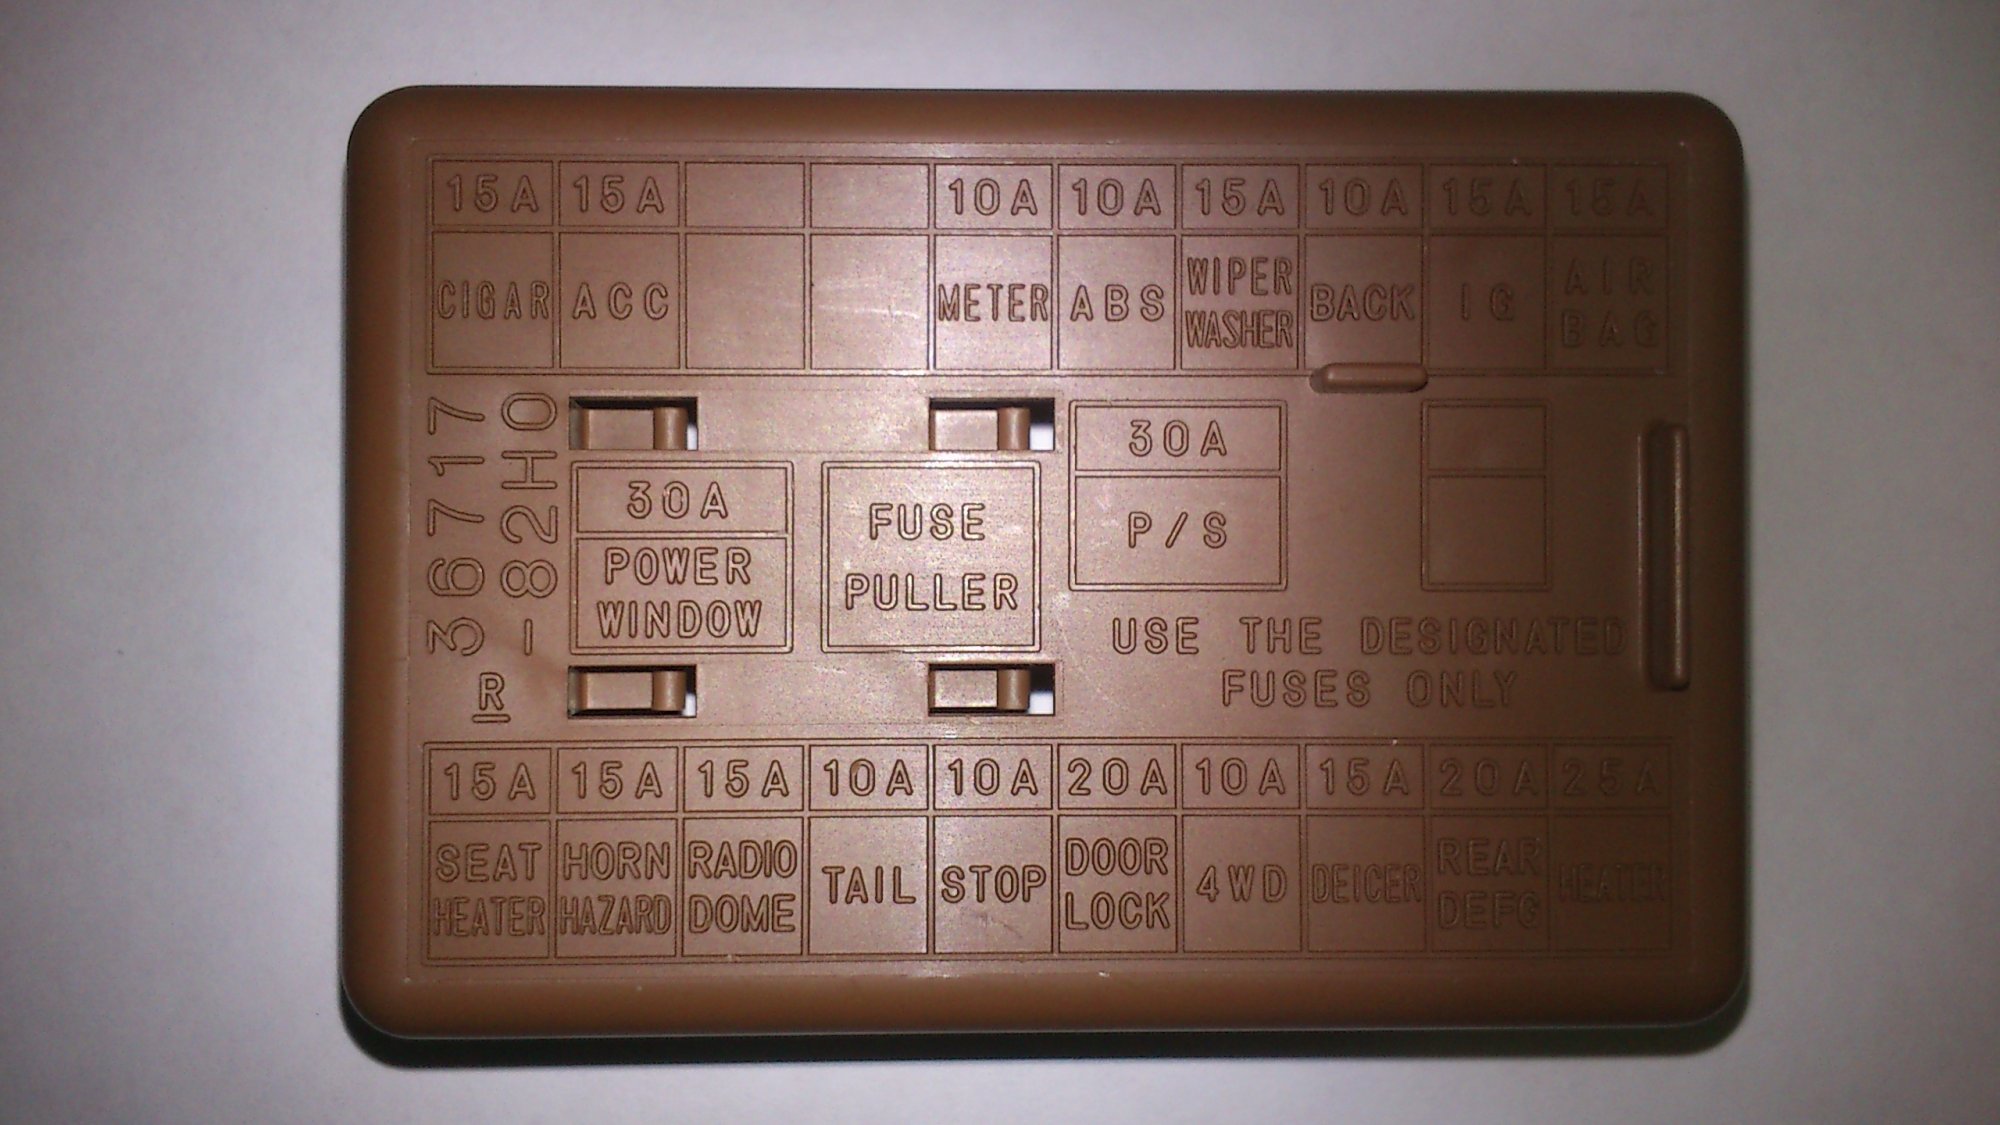 15A 15A 10A 10A 15A 10A 15A 15A
CIGAR ACC METER ABS WIPER WASHER BACK IG AIR BAG
36717
-82H0
R
30A
POWER
WINDOW
FUSE
PULLER
30A
P/S
USE THE DESIGNATED
FUSES ONLY
15A 15A 15A 10A 10A 20A 10A 15A 20A 25A
SEAT HEATER HORN HAZARD RADIO DOME TAIL STOP DOOR LOCK 4WD DEICER REAR DEFG HEATER